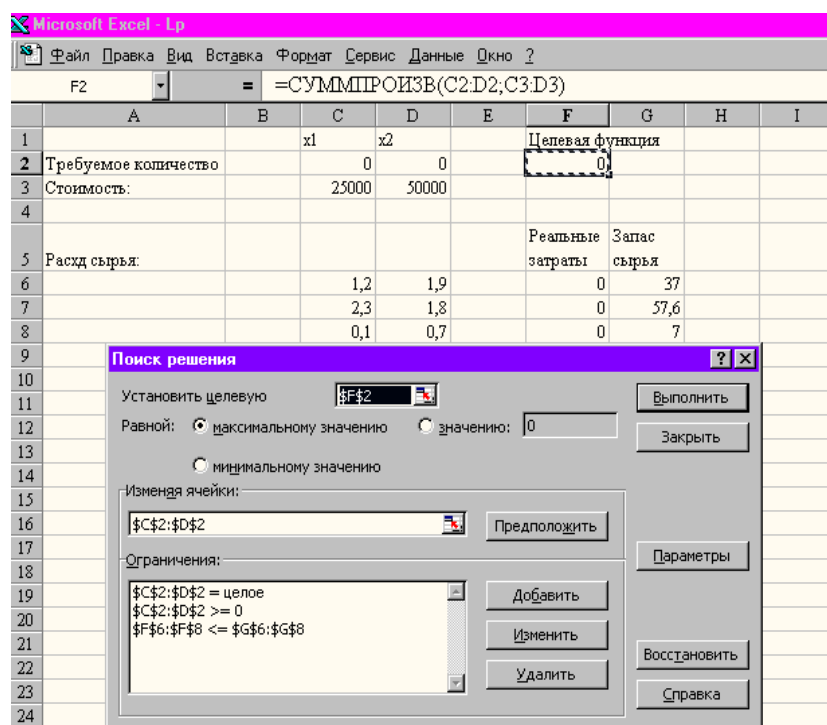 Microsoft Excel - Lp
Файл Правка Вид Вставка Формат Сервис Данные Окно ?
F2 = =СУММПРОИЗВ(C2:D2;C3:D3)
A B C D E F G H I
1 x1 x2 Целевая функция
2 Требуемое количество 0 0 0
3 Стоимость: 25000 50000
4
Реальные Запас
5 Расхд сырья: затраты сырья
6 1,2 1,9 0 37
7 2,3 1,8 0 57,6
8 0,1 0,7 0 7
9
Поиск решения
10
11 Установить целевую $F$2 Выполнить
12 Равной: максимальному значению значению: 0
13 Закрыть
14 минимальному значению
15 Изменяя ячейки:
16 $C$2:$D$2 Предположить
17 Ограничения: Параметры
18
19 $C$2:$D$2 = целое Добавить
20 $C$2:$D$2 >= 0
21 $F$6:$F$8 <= $G$6:$G$8 Изменить
22 Удалить Восстановить
23 Справка
24